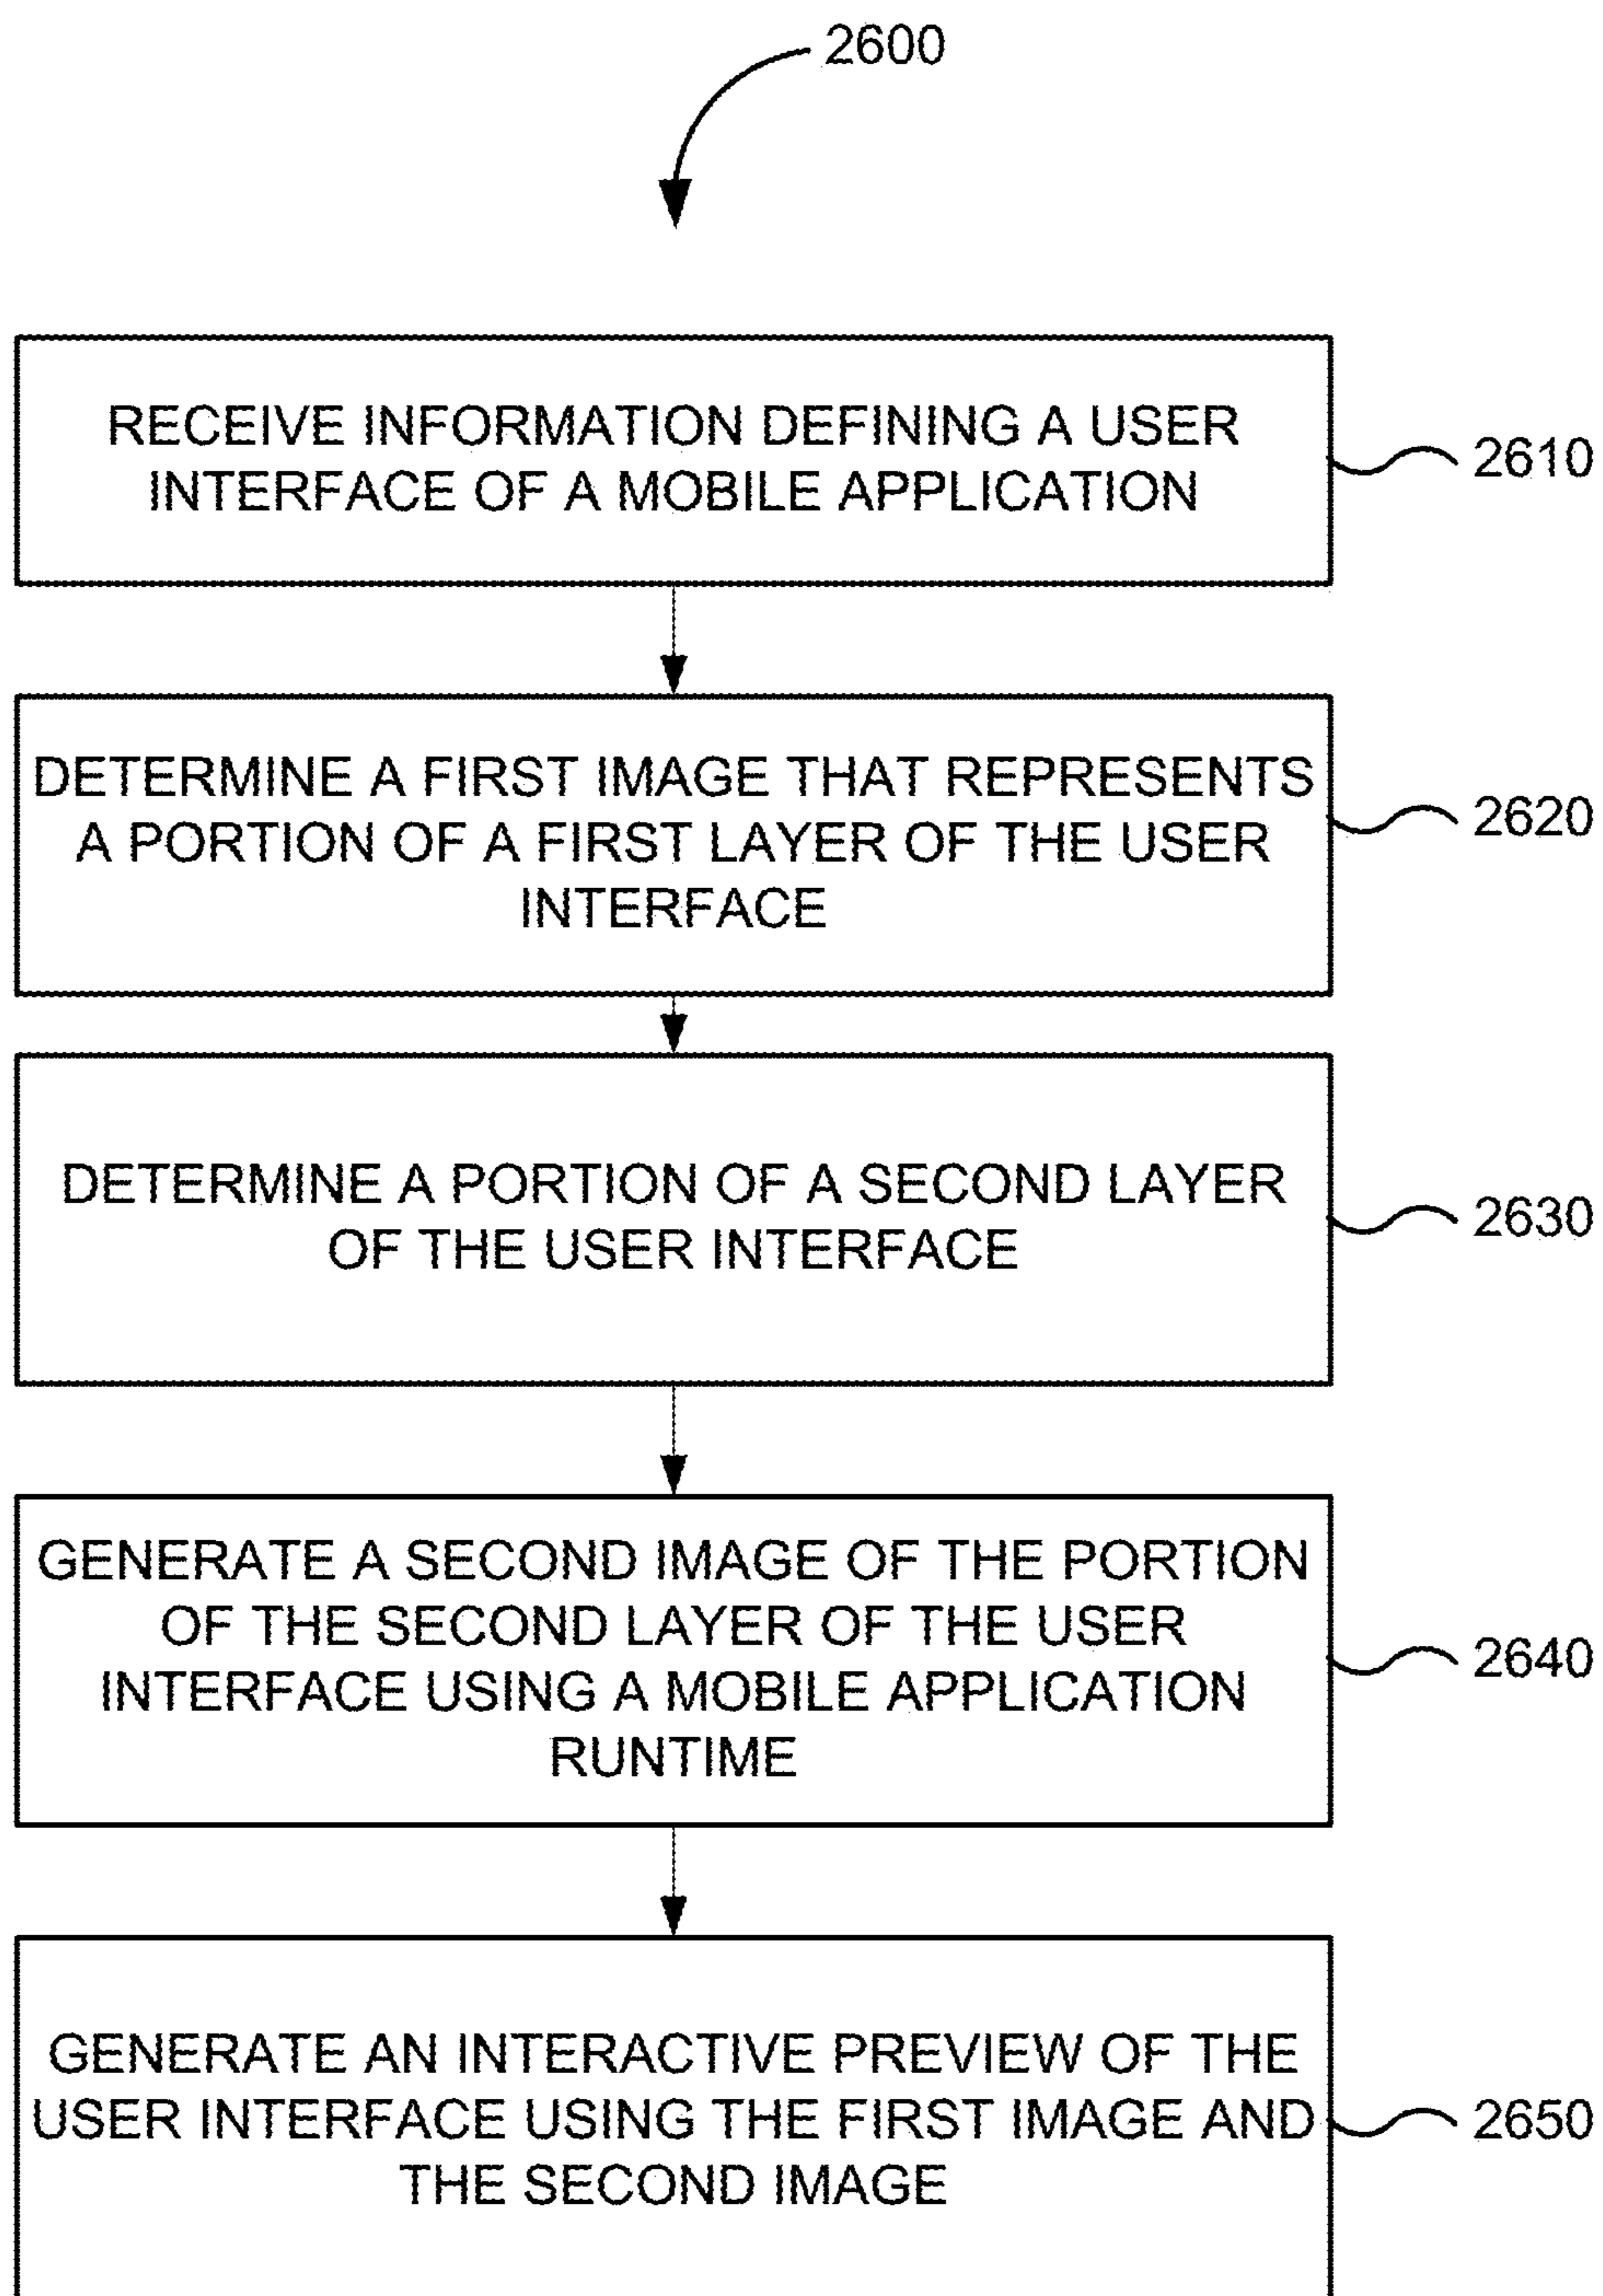 2600
RECEIVE INFORMATION DEFINING A USER
INTERFACE OF A MOBILE APPLICATION
2610
DETERMINE A FIRST IMAGE THAT REPRESENTS
A PORTION OF A FIRST LAYER OF THE USER
INTERFACE
2620
DETERMINE A PORTION OF A SECOND LAYER
OF THE USER INTERFACE
2630
GENERATE A SECOND IMAGE OF THE PORTION
OF THE SECOND LAYER OF THE USER
INTERFACE USING A MOBILE APPLICATION
RUNTIME
2640
GENERATE AN INTERACTIVE PREVIEW OF THE
USER INTERFACE USING THE FIRST IMAGE AND
THE SECOND IMAGE
2650